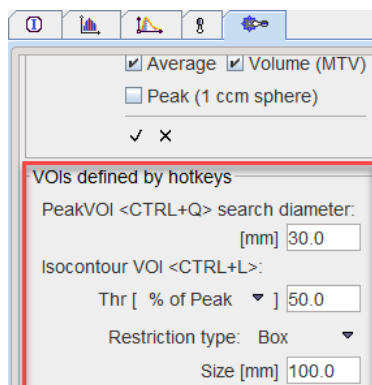 Average Volume (MTV)
Peak (1 ccm sphere)
VOIs defined by hotkeys
PeakVOI <CTRL+Q> search diameter:
[mm] 30.0
Isocontour VOI <CTRL+L>:
Thr [ % of Peak ] 50.0
Restriction type: Box
Size [mm] 100.0